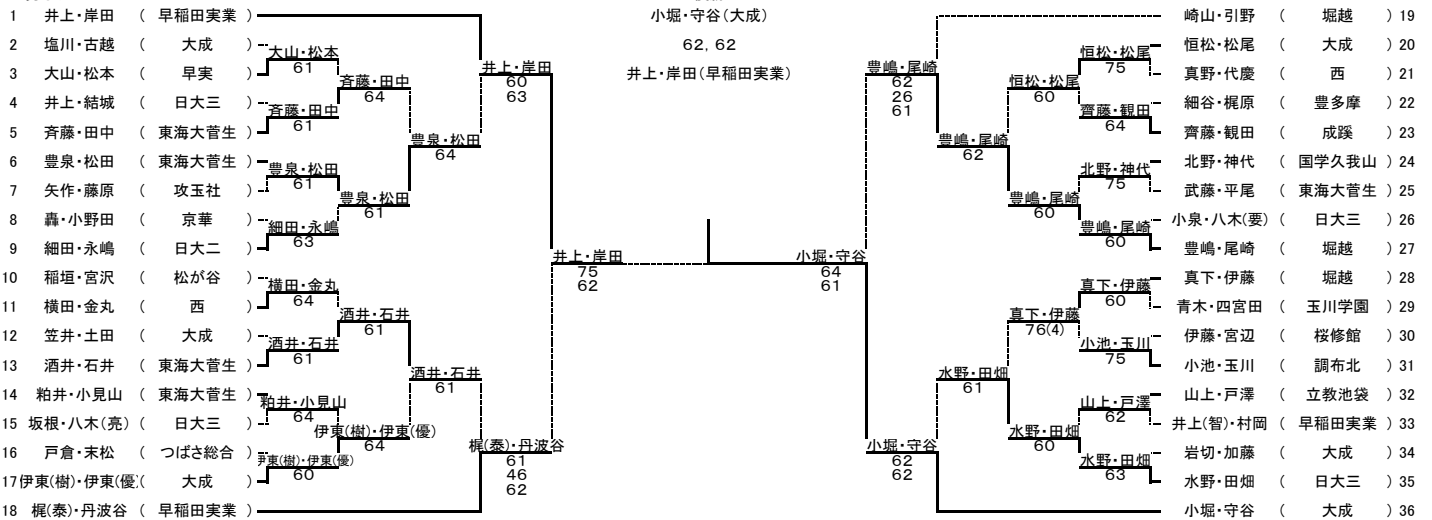 1 井上・岸田 ( 早稲田実業 )
2 塩川・古越 ( 大成 )
3 大山・松本 ( 早実 )
4 井上・結城 ( 日大三 )
5 斉藤・田中 ( 東海大菅生 )
6 豊泉・松田 ( 東海大菅生 )
7 矢作・藤原 ( 攻玉社 )
8 轟・小野田 ( 京華 )
9 細田・永嶋 ( 日大二 )
10 稲垣・宮沢 ( 松が谷 )
11 横田・金丸 ( 西 )
12 笠井・土田 ( 大成 )
13 酒井・石井 ( 東海大菅生 )
14 粕井・小見山 ( 東海大菅生 )
15 坂根・八木(亮) ( 日大三 )
16 戸倉・末松 ( つばさ総合 )
17 伊東(樹)・伊東(優)( 大成 )
18 梶(泰)・丹波谷 ( 早稲田実業 )
大山・松本
61
斉藤・田中
61
豊泉・松田
61
細田・永嶋
63
横田・金丸
64
酒井・石井
61
粕井・小見山
64
伊東(樹)・伊東(優)
60
斉藤・田中
64
豊泉・松田
61
酒井・石井
61
伊東(樹)・伊東(優)
64
豊泉・松田
64
酒井・石井
61
井上・岸田
60
63
梶(泰)・丹波谷
61
46
62
井上・岸田
75
62
小堀・守谷(大成)
62, 62
井上・岸田(早稲田実業)
小堀・守谷
64
61
豊嶋・尾崎
62
26
61
小堀・守谷
62
62
豊嶋・尾崎
62
水野・田畑
61
恒松・松尾
60
豊嶋・尾崎
60
真下・伊藤
76(4)
水野・田畑
60
恒松・松尾
75
齊藤・観田
64
北野・神代
75
豊嶋・尾崎
60
真下・伊藤
60
小池・玉川
75
山上・戸澤
62
水野・田畑
63
崎山・引野 ( 堀越 ) 19
恒松・松尾 ( 大成 ) 20
真野・代慶 ( 西 ) 21
細谷・梶原 ( 豊多摩 ) 22
齊藤・観田 ( 成蹊 ) 23
北野・神代 ( 国学久我山 ) 24
武藤・平尾 ( 東海大菅生 ) 25
小泉・八木(要) ( 日大三 ) 26
豊嶋・尾崎 ( 堀越 ) 27
真下・伊藤 ( 堀越 ) 28
青木・四宮田 ( 玉川学園 ) 29
伊藤・宮辺 ( 桜修館 ) 30
小池・玉川 ( 調布北 ) 31
山上・戸澤 ( 立教池袋 ) 32
井上(智)・村岡 ( 早稲田実業 ) 33
岩切・加藤 ( 大成 ) 34
水野・田畑 ( 日大三 ) 35
小堀・守谷 ( 大成 ) 36